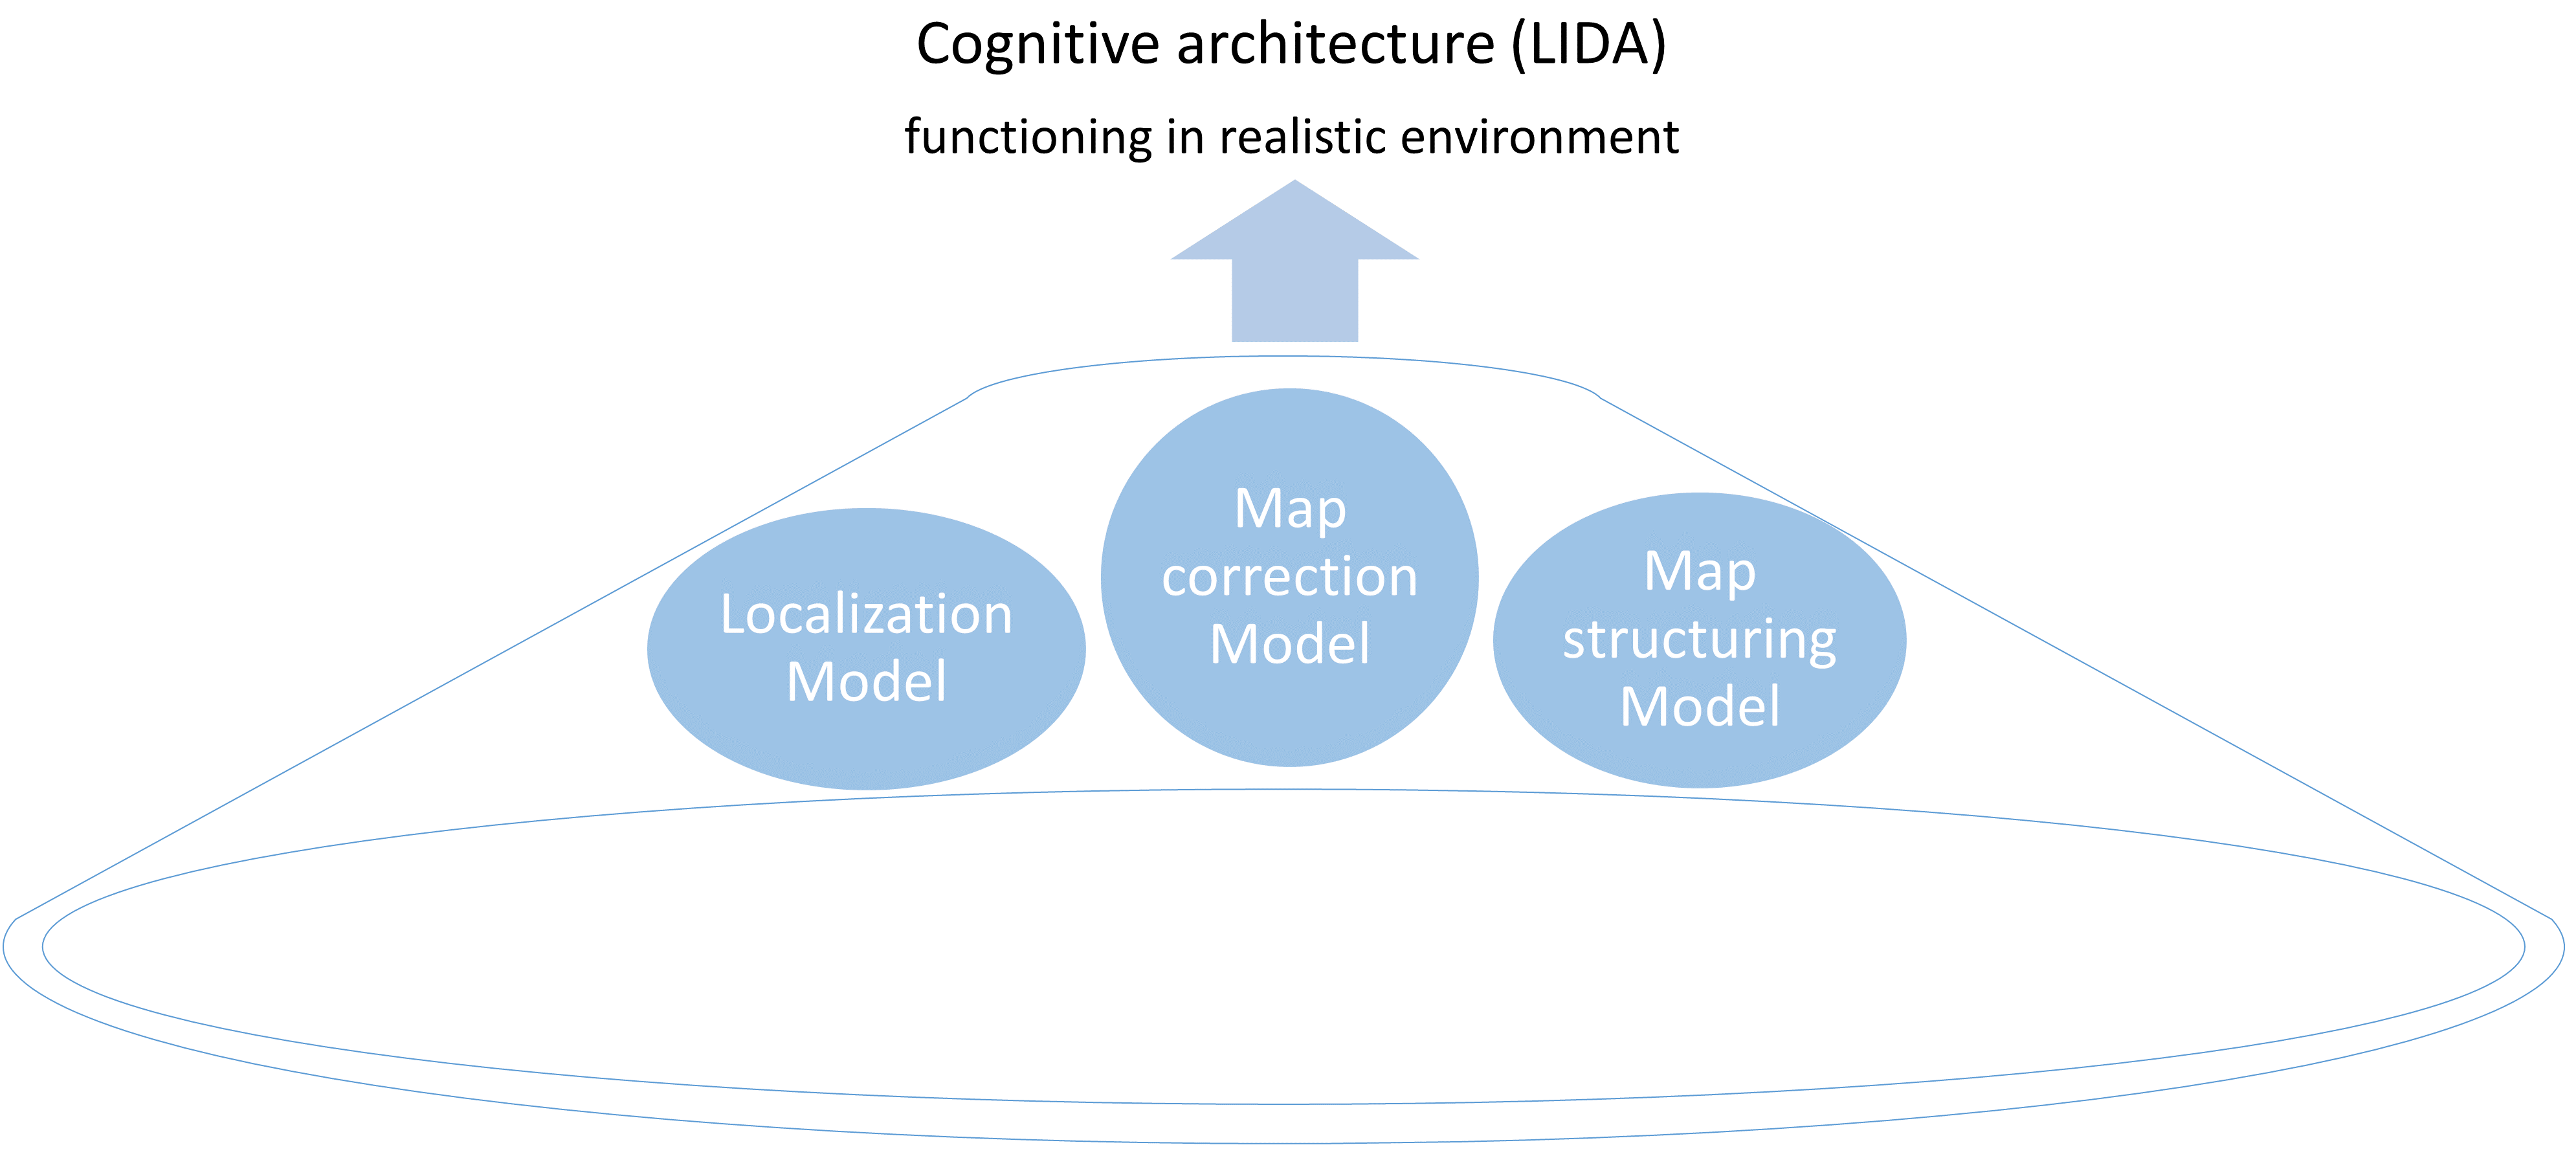 Cognitive architecture (LIDA)
functioning in realistic environment
Localization
Model
Map
correction
Model
Map
structuring
Model